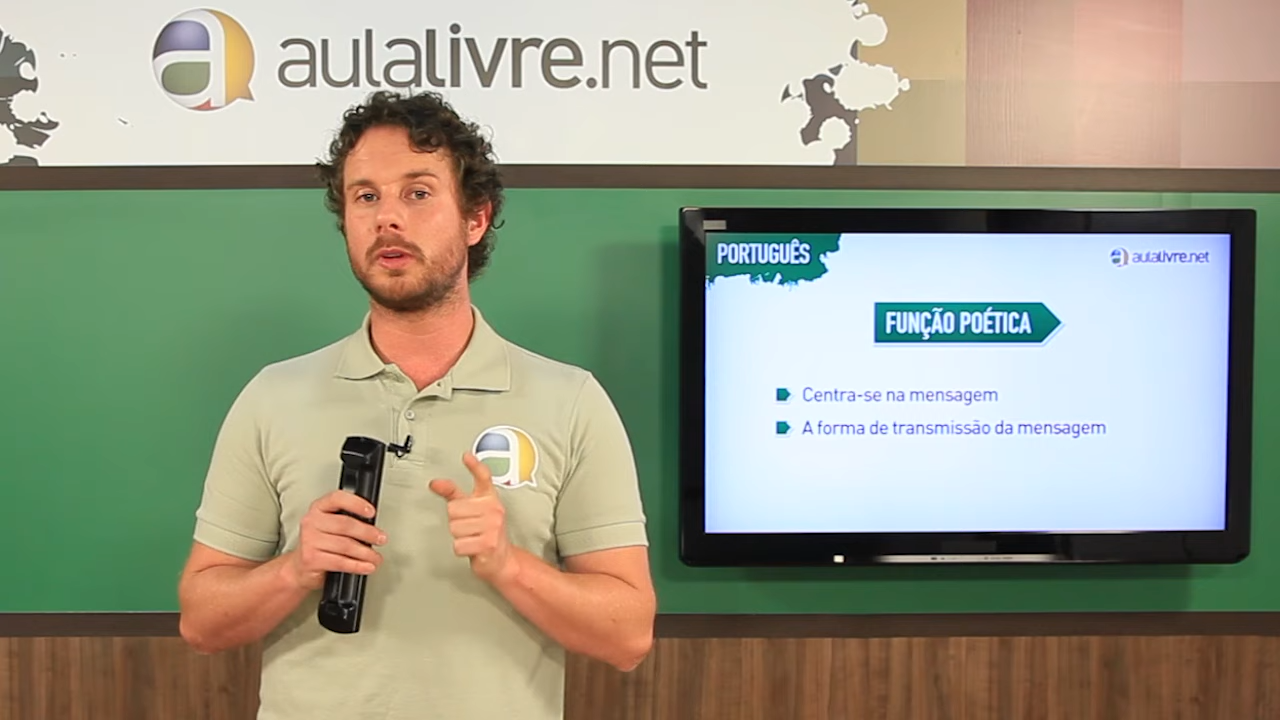 aulalivre.net
PORTUGUÊS
aulalivre.net
FUNÇÃO POÉTICA
Centra-se na mensagem
A forma de transmissão da mensagem